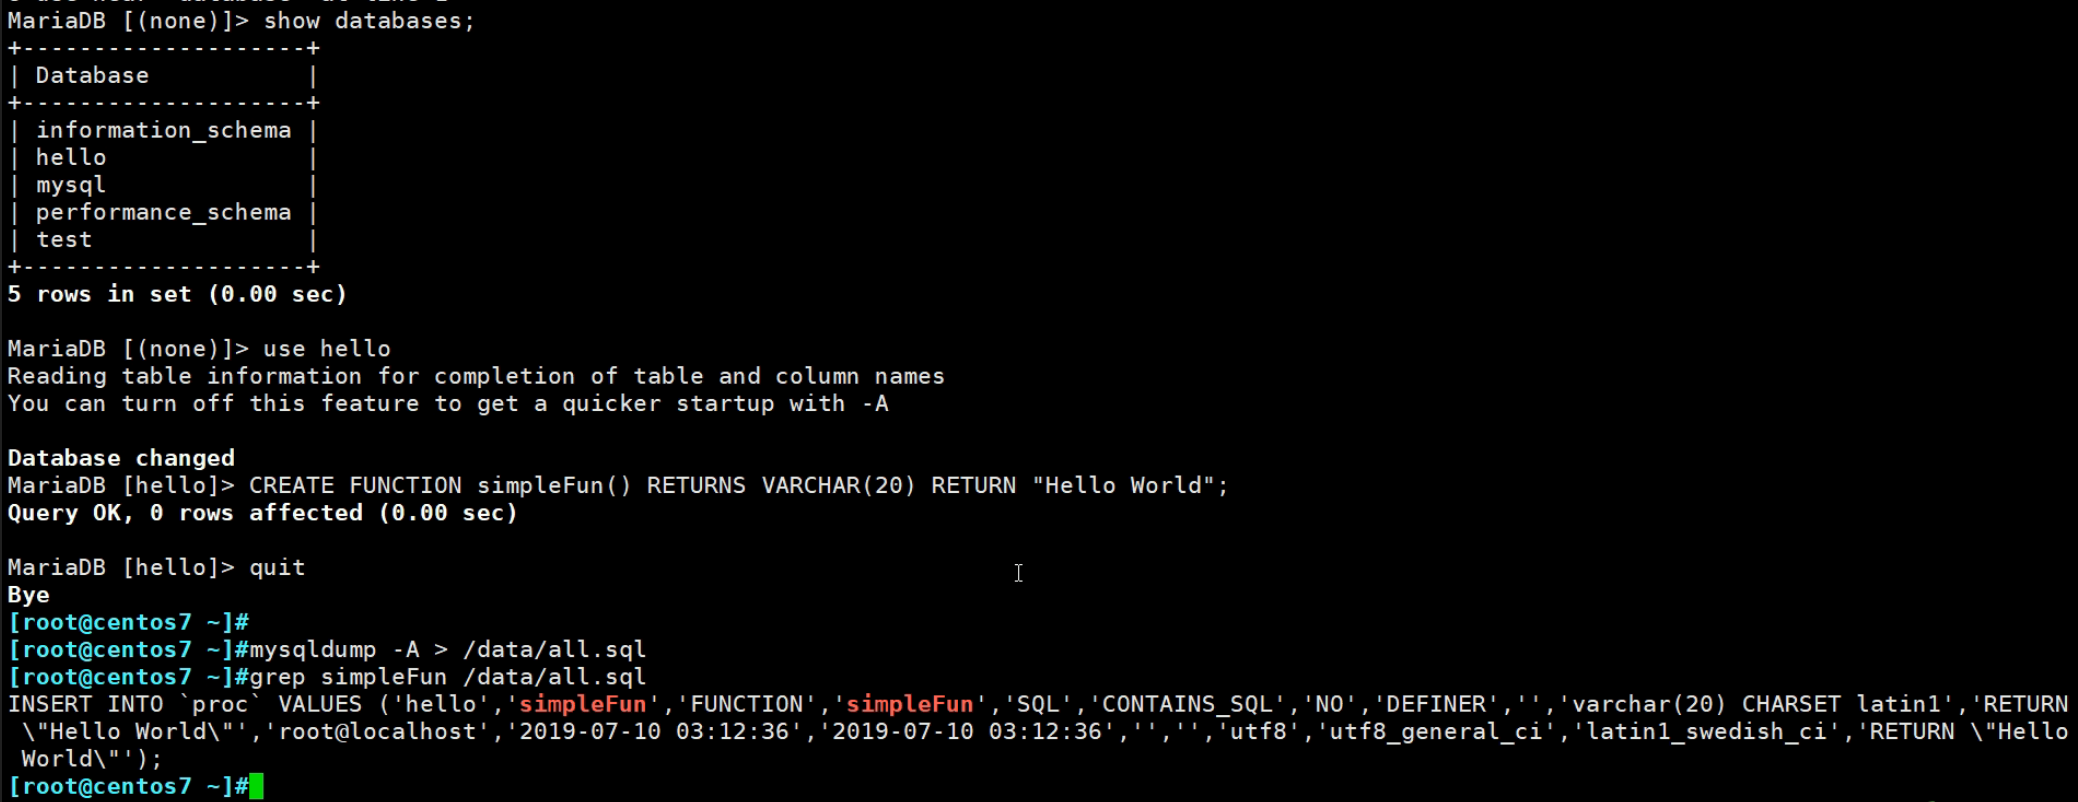 MariaDB [(none)]> show databases;
+--------------------+
| Database           |
+--------------------+
| information_schema |
| hello              |
| mysql              |
| performance_schema |
| test               |
+--------------------+
5 rows in set (0.00 sec)
MariaDB [(none)]> use hello
Reading table information for completion of table and column names
You can turn off this feature to get a quicker startup with -A
Database changed
MariaDB [hello]> CREATE FUNCTION simpleFun() RETURNS VARCHAR(20) RETURN "Hello World";
Query OK, 0 rows affected (0.00 sec)
MariaDB [hello]> quit
Bye
[root@centos7 ~]#
[root@centos7 ~]#mysqldump -A > /data/all.sql
[root@centos7 ~]#grep simpleFun /data/all.sql
INSERT INTO `proc` VALUES ('hello','simpleFun','FUNCTION','simpleFun','SQL','CONTAINS_SQL','NO','DEFINER','','varchar(20) CHARSET latin1','RETURN
 \"Hello World\"','root@localhost','2019-07-10 03:12:36','2019-07-10 03:12:36','','','utf8','utf8_general_ci','latin1_swedish_ci','RETURN \"Hello
 World\"');
[root@centos7 ~]#